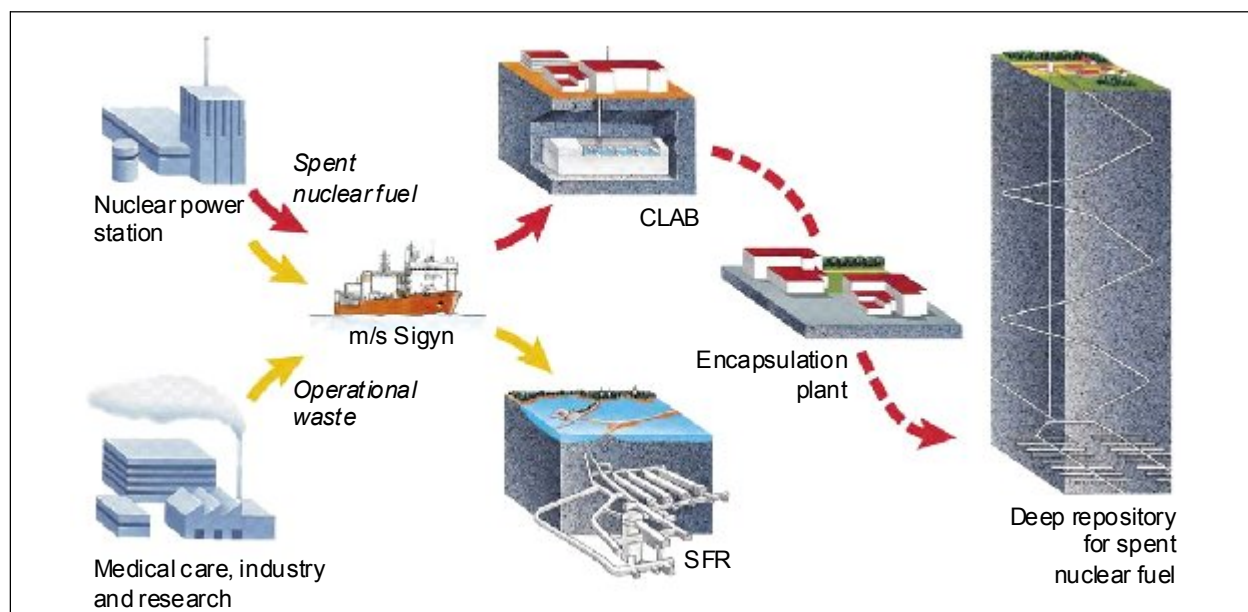 Nuclear power
station
Spent
nuclear fuel
m/s Sigyn
Operational
waste
Medical care, industry
and research
CLAB
SFR
Encapsulation
plant
Deep repository
for spent
nuclear fuel